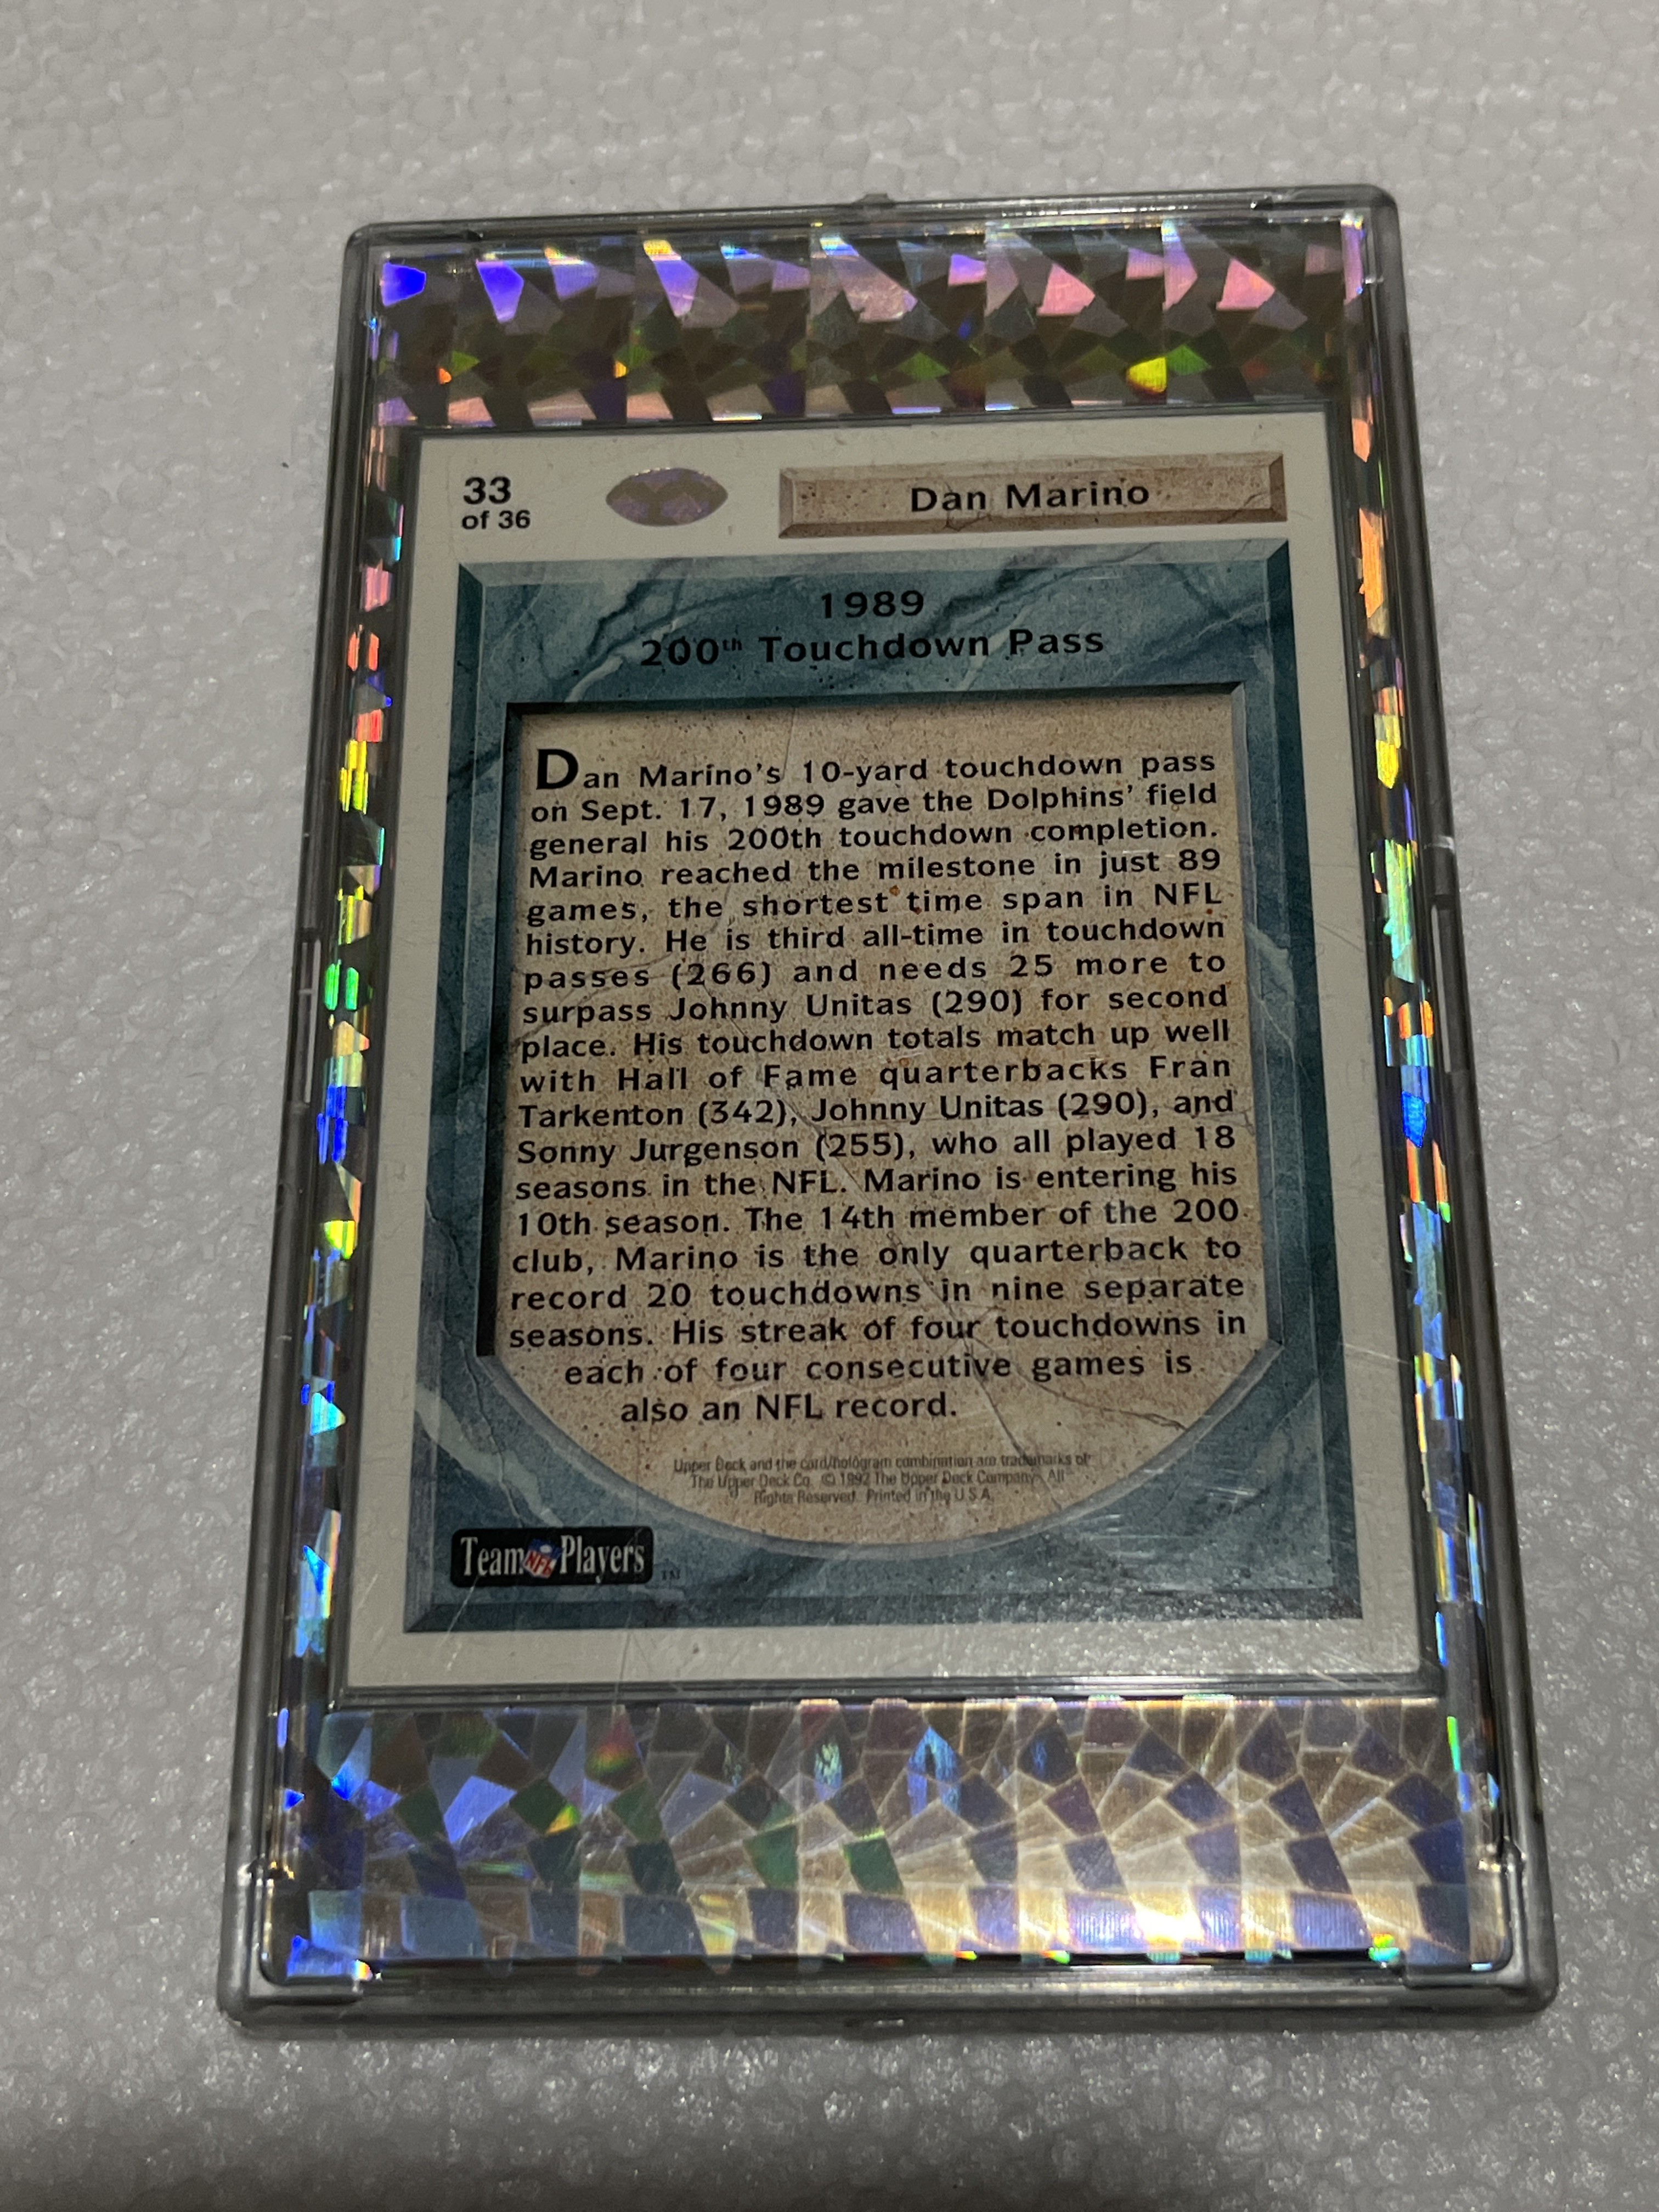 33
of 36
Dan Marino
1989
200th Touchdown Pass
Dan Marino's 10-yard touchdown pass
on Sept. 17, 1989 gave the Dolphins' field
general his 200th touchdown completion.
Marino reached the milestone in just 89
games, the shortest time span in NFL
history. He is third all-time in touchdown
passes (266) and needs 25 more to
surpass Johnny Unitas (290) for second
place. His touchdown totals match up well
with Hall of Fame quarterbacks Fran
Tarkenton (342), Johnny Unitas (290), and
Sonny Jurgenson (255), who all played 18
seasons in the NFL. Marino is entering his
10th season. The 14th member of the 200
club, Marino is the only quarterback to
record 20 touchdowns in nine separate
seasons. His streak of four touchdowns in
each of four consecutive games is
also an NFL record.
Upper Deck and the card/hologram combination are trademarks of
The Upper Deck Co. © 1992 The Upper Deck Company. All
Rights Reserved. Printed in the U.S.A.
Team NFL Players TM